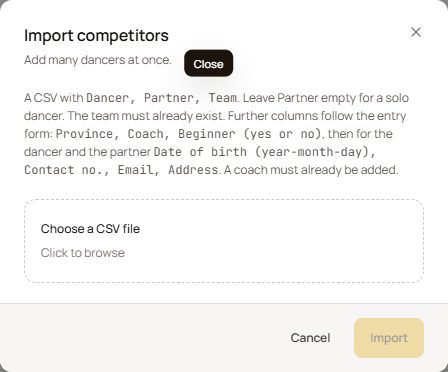 Import competitors
Add many dancers at once.
Close
A CSV with Dancer, Partner, Team. Leave Partner empty for a solo
dancer. The team must already exist. Further columns follow the entry
form: Province, Coach, Beginner (yes or no), then for the
dancer and the partner Date of birth (year-month-day),
Contact no., Email, Address. A coach must already be added.
Choose a CSV file
Click to browse
Cancel
Import